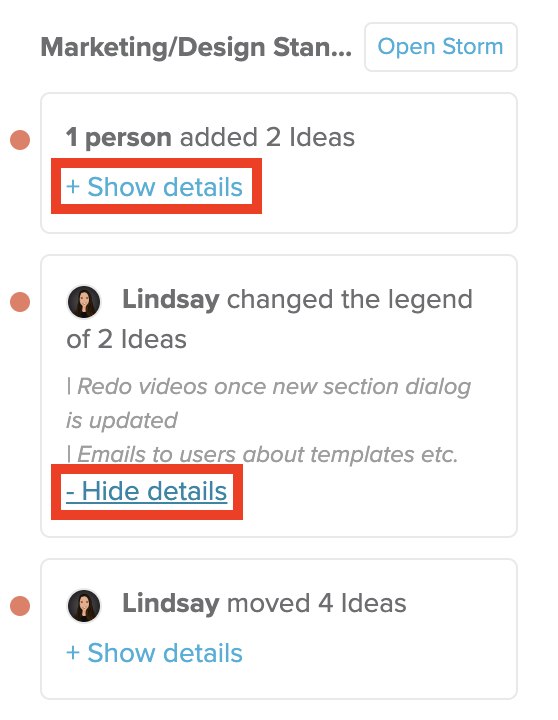 Marketing/Design Stan...
Open Storm
1 person added 2 Ideas
+ Show details
Lindsay changed the legend
of 2 Ideas
| Redo videos once new section dialog
is updated
| Emails to users about templates etc.
- Hide details
Lindsay moved 4 Ideas
+ Show details